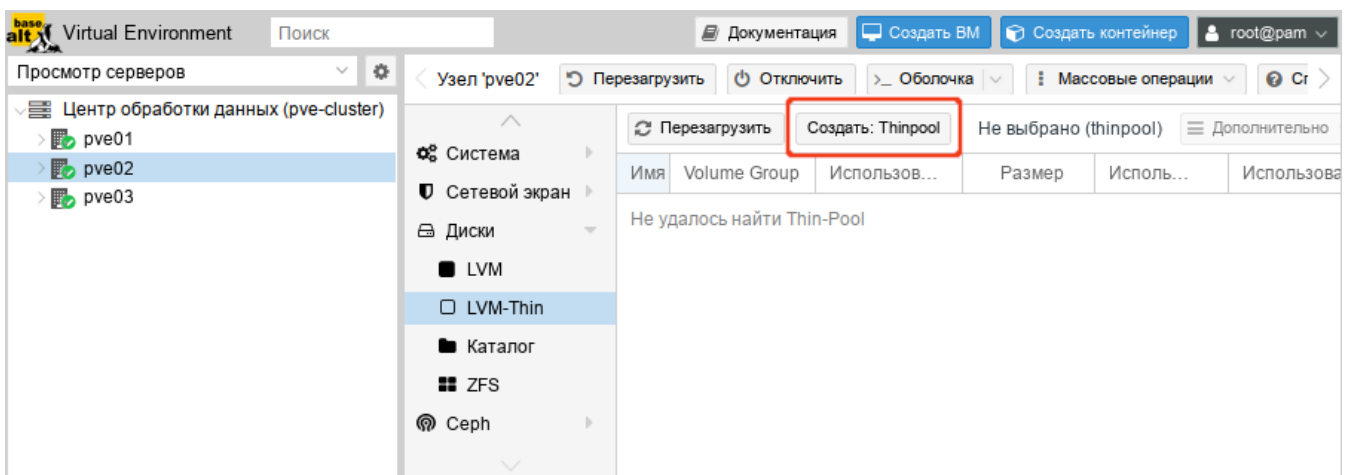 base alt Virtual Environment Поиск Документация Создать ВМ Создать контейнер root@pam
Просмотр серверов Узел 'pve02' Перезагрузить Отключить >_ Оболочка Массовые операции Сг
Центр обработки данных (pve-cluster)
pve01
pve02
pve03
Система
Сетевой экран
Диски
LVM
LVM-Thin
Каталог
ZFS
Ceph
Перезагрузить Создать: Thinpool Не выбрано (thinpool) Дополнительно
Имя Volume Group Использов... Размер Исполь... Использова
Не удалось найти Thin-Pool